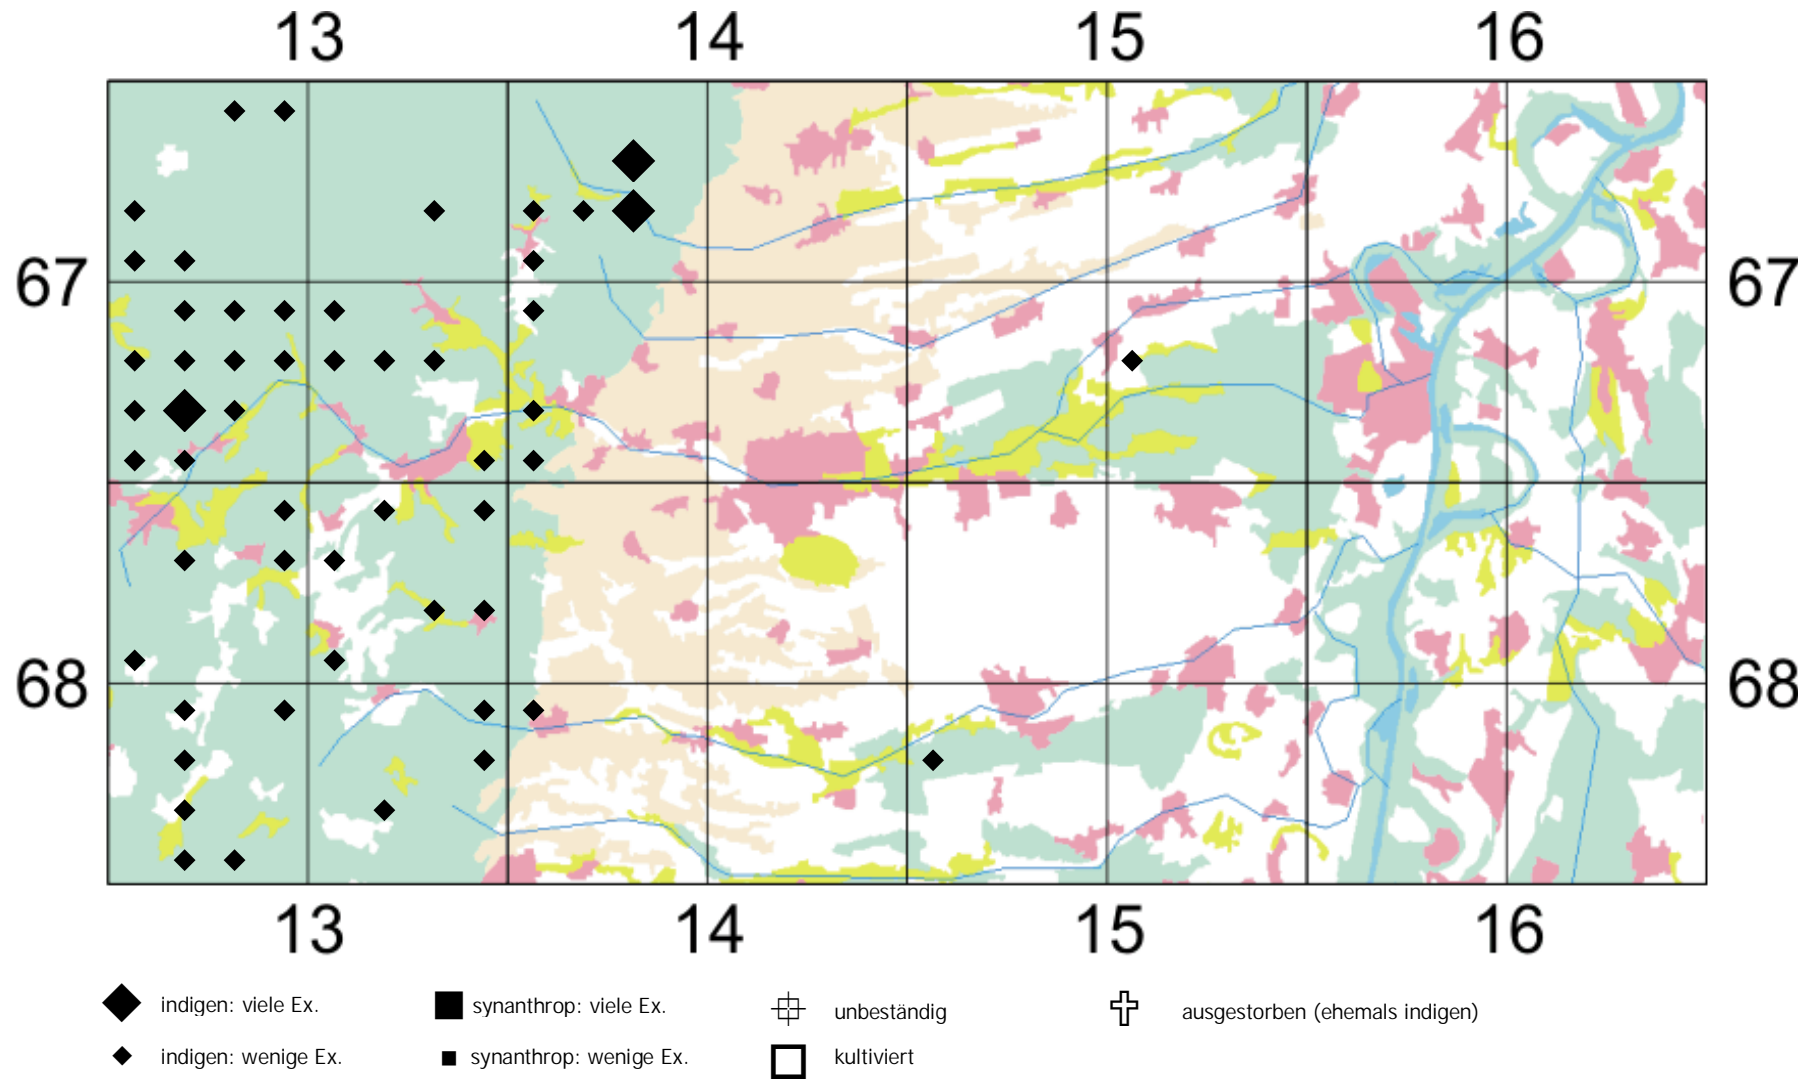 13 14 15 16
67 67
68 68
13 14 15 16
indigen: viele Ex. synanthrop: viele Ex. unbeständig ausgestorben (ehemals indigen)
indigen: wenige Ex. synanthrop: wenige Ex. kultiviert